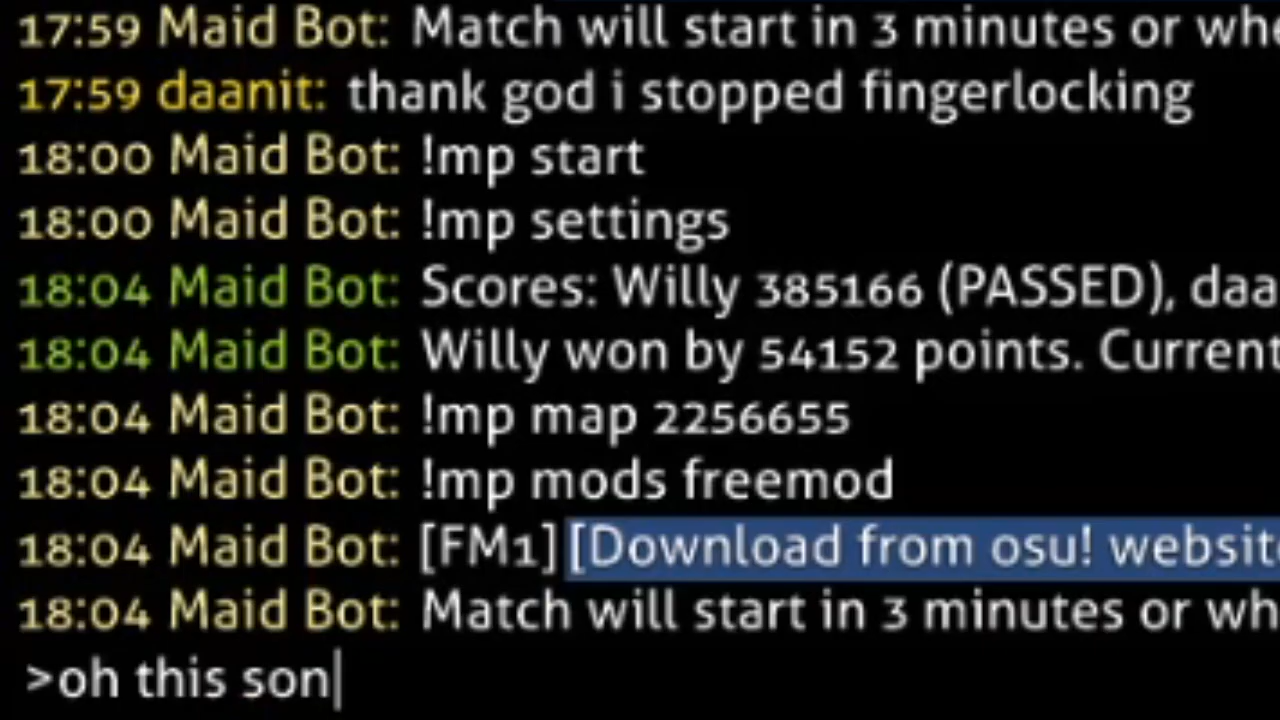 17:59 Maid Bot: Match will start in 3 minutes or whe
17:59 daanit: thank god i stopped fingerlocking
18:00 Maid Bot: !mp start
18:00 Maid Bot: !mp settings
18:04 Maid Bot: Scores: Willy 385166 (PASSED), daa
18:04 Maid Bot: Willy won by 54152 points. Current
18:04 Maid Bot: !mp map 2256655
18:04 Maid Bot: !mp mods freemod
18:04 Maid Bot: [FM1] [Download from osu! website
18:04 Maid Bot: Match will start in 3 minutes or wh
>oh this son